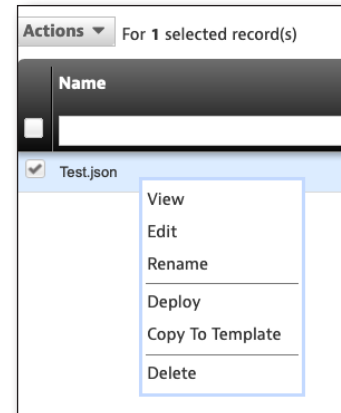 Actions For 1 selected record(s)
Name
Test.json
View
Edit
Rename
Deploy
Copy To Template
Delete